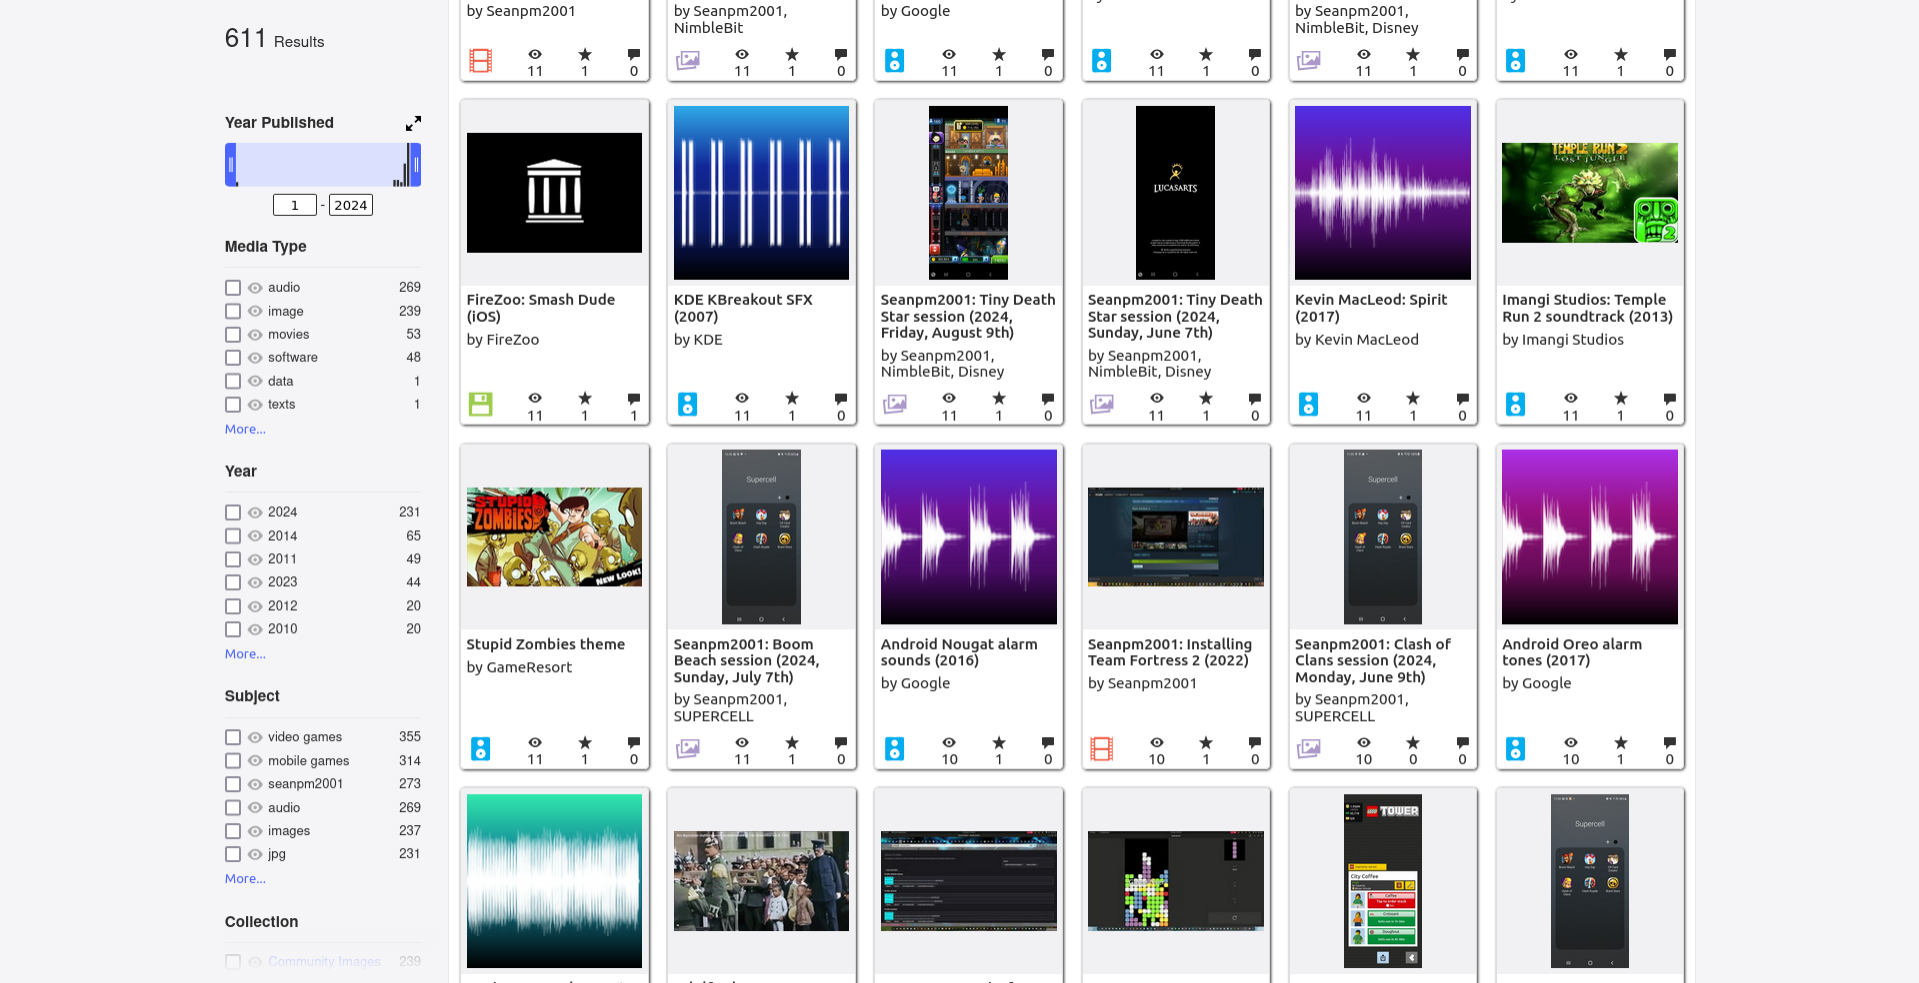 611 Results
Year Published
1 - 2024
Media Type
audio 269
image 239
movies 53
software 48
data 1
texts 1
More...
Year
2024 231
2014 65
2011 49
2023 44
2012 20
2010 20
More...
Subject
video games 355
mobile games 314
seanpm2001 273
audio 269
images 237
jpg 231
More...
Collection
Community Images 239
by Seanpm2001
11 1 0
by Seanpm2001,
NimbleBit
11 1 0
by Google
11 1 0
11 1 0
by Seanpm2001,
NimbleBit, Disney
11 1 0
11 1 0
FireZoo: Smash Dude
(iOS)
by FireZoo
11 1 1
KDE KBreakout SFX
(2007)
by KDE
11 1 0
Seanpm2001: Tiny Death
Star session (2024,
Friday, August 9th)
by Seanpm2001,
NimbleBit, Disney
11 1 0
LUCASARTS
Seanpm2001: Tiny Death
Star session (2024,
Sunday, June 7th)
by Seanpm2001,
NimbleBit, Disney
11 1 0
Kevin MacLeod: Spirit
(2017)
by Kevin MacLeod
11 1 0
TEMPLE RUN 2
LOST JUNGLE
2
Imangi Studios: Temple
Run 2 soundtrack (2013)
by Imangi Studios
11 1 0
STUPID
ZOMBIES
NEW LOOK!
Stupid Zombies theme
by GameResort
11 1 0
Supercell
Seanpm2001: Boom
Beach session (2024,
Sunday, July 7th)
by Seanpm2001,
SUPERCELL
11 1 0
Android Nougat alarm
sounds (2016)
by Google
10 1 0
Seanpm2001: Installing
Team Fortress 2 (2022)
by Seanpm2001
10 1 0
Supercell
Seanpm2001: Clash of
Clans session (2024,
Monday, June 9th)
by Seanpm2001,
SUPERCELL
10 0 0
Android Oreo alarm
tones (2017)
by Google
10 1 0
LEGO TOWER
City Coffee
Coffee
Croissant
Doughnut
Supercell